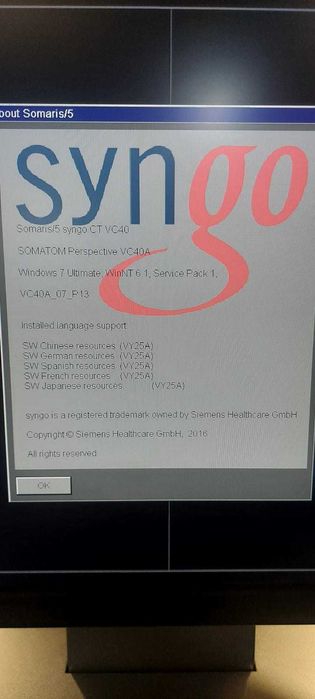 bout Somaris/5
syngo
Somaris/5 syngo CT VC40
SOMATOM Perspective VC40A
Windows 7 Ultimate, WinNT 6.1, Service Pack 1;
VC40A_07_P13
Installed language support
SW Chinese resources (VY25A)
SW German resources (VY25A)
SW Spanish resources (VY25A)
SW French resources (VY25A)
SW Japanese resources (VY25A)
syngo is a registered trademark owned by Siemens Healthcare GmbH
Copyright © Siemens Healthcare GmbH, 2016
All rights reserved
OK